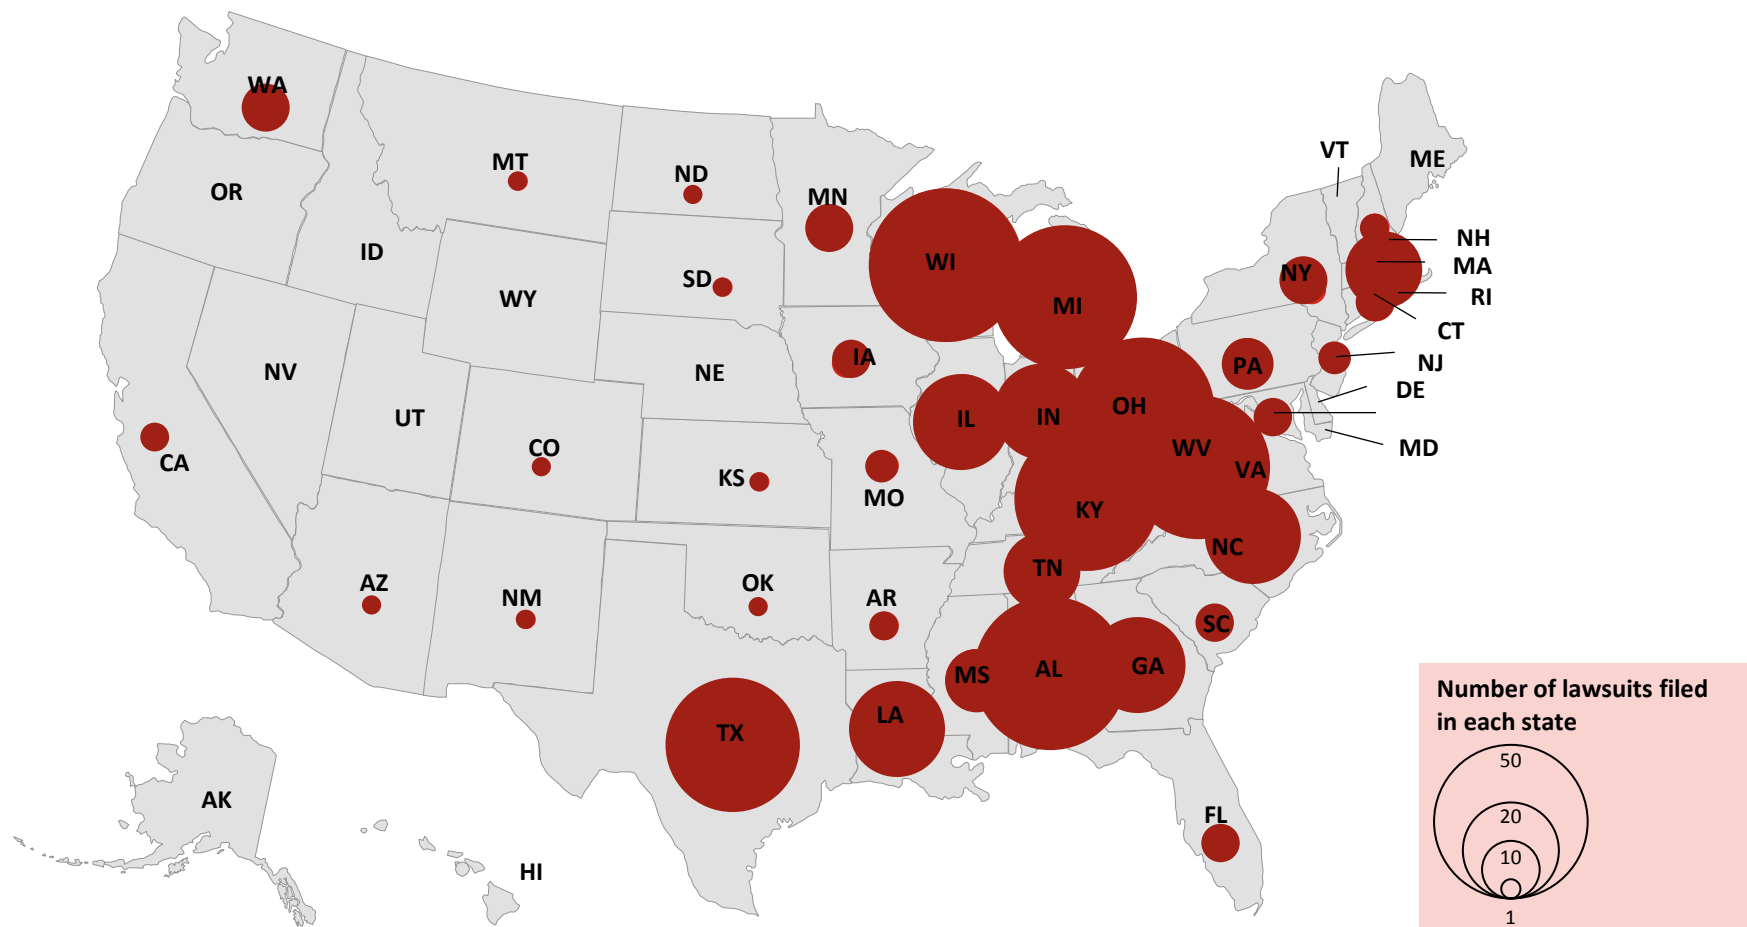 WA
VT
ME
MT
ND
OR
MN
NH
ID
WI
MA
NY
SD
RI
WY
MI
CT
IA
NJ
PA
NV
NE
DE
OH
UT
IL
IN
WV
MD
CO
CA
VA
KS
MO
KY
NC
TN
AZ
OK
NM
AR
SC
GA
AL
MS
LA
TX
Number of lawsuits filed
in each state
50
AK
FL
20
10
HI
1